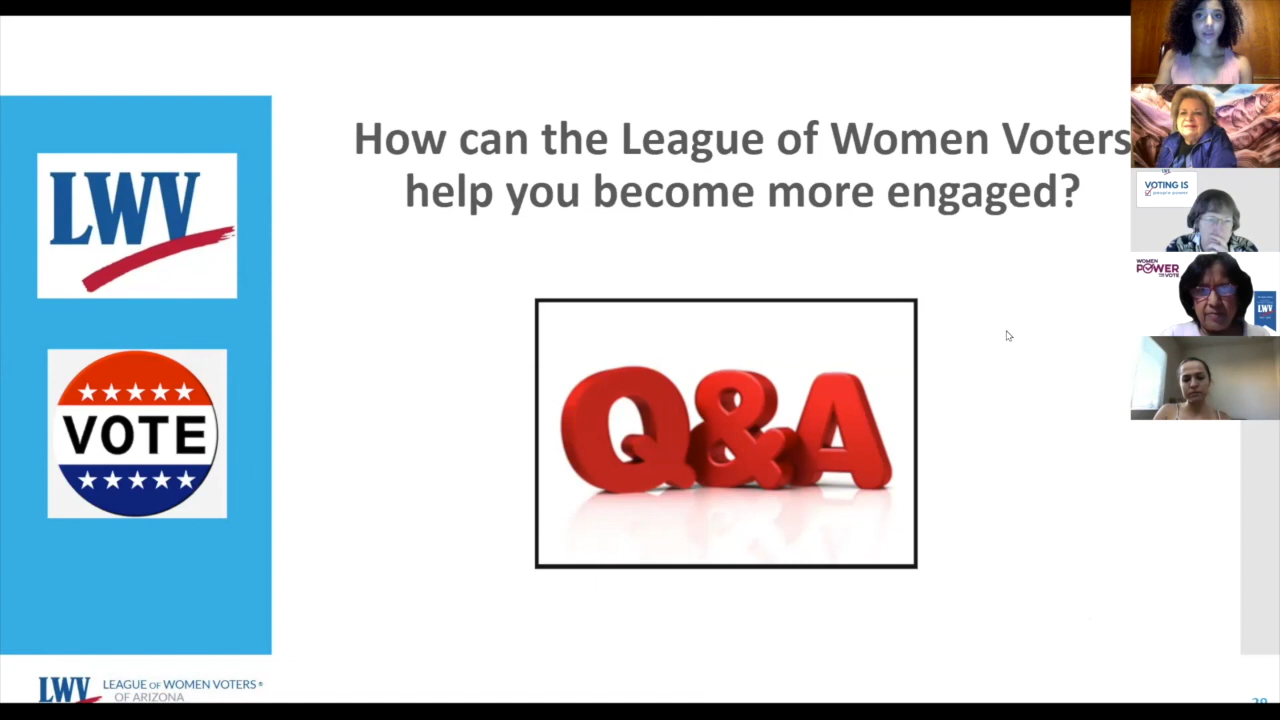 How can the League of Women Voters
help you become more engaged?
LWV
VOTE
Q&A
LWV
LEAGUE OF WOMEN VOTERS®
OF ARIZONA
VOTING IS
WOMEN
POWER
VOTE
LWV